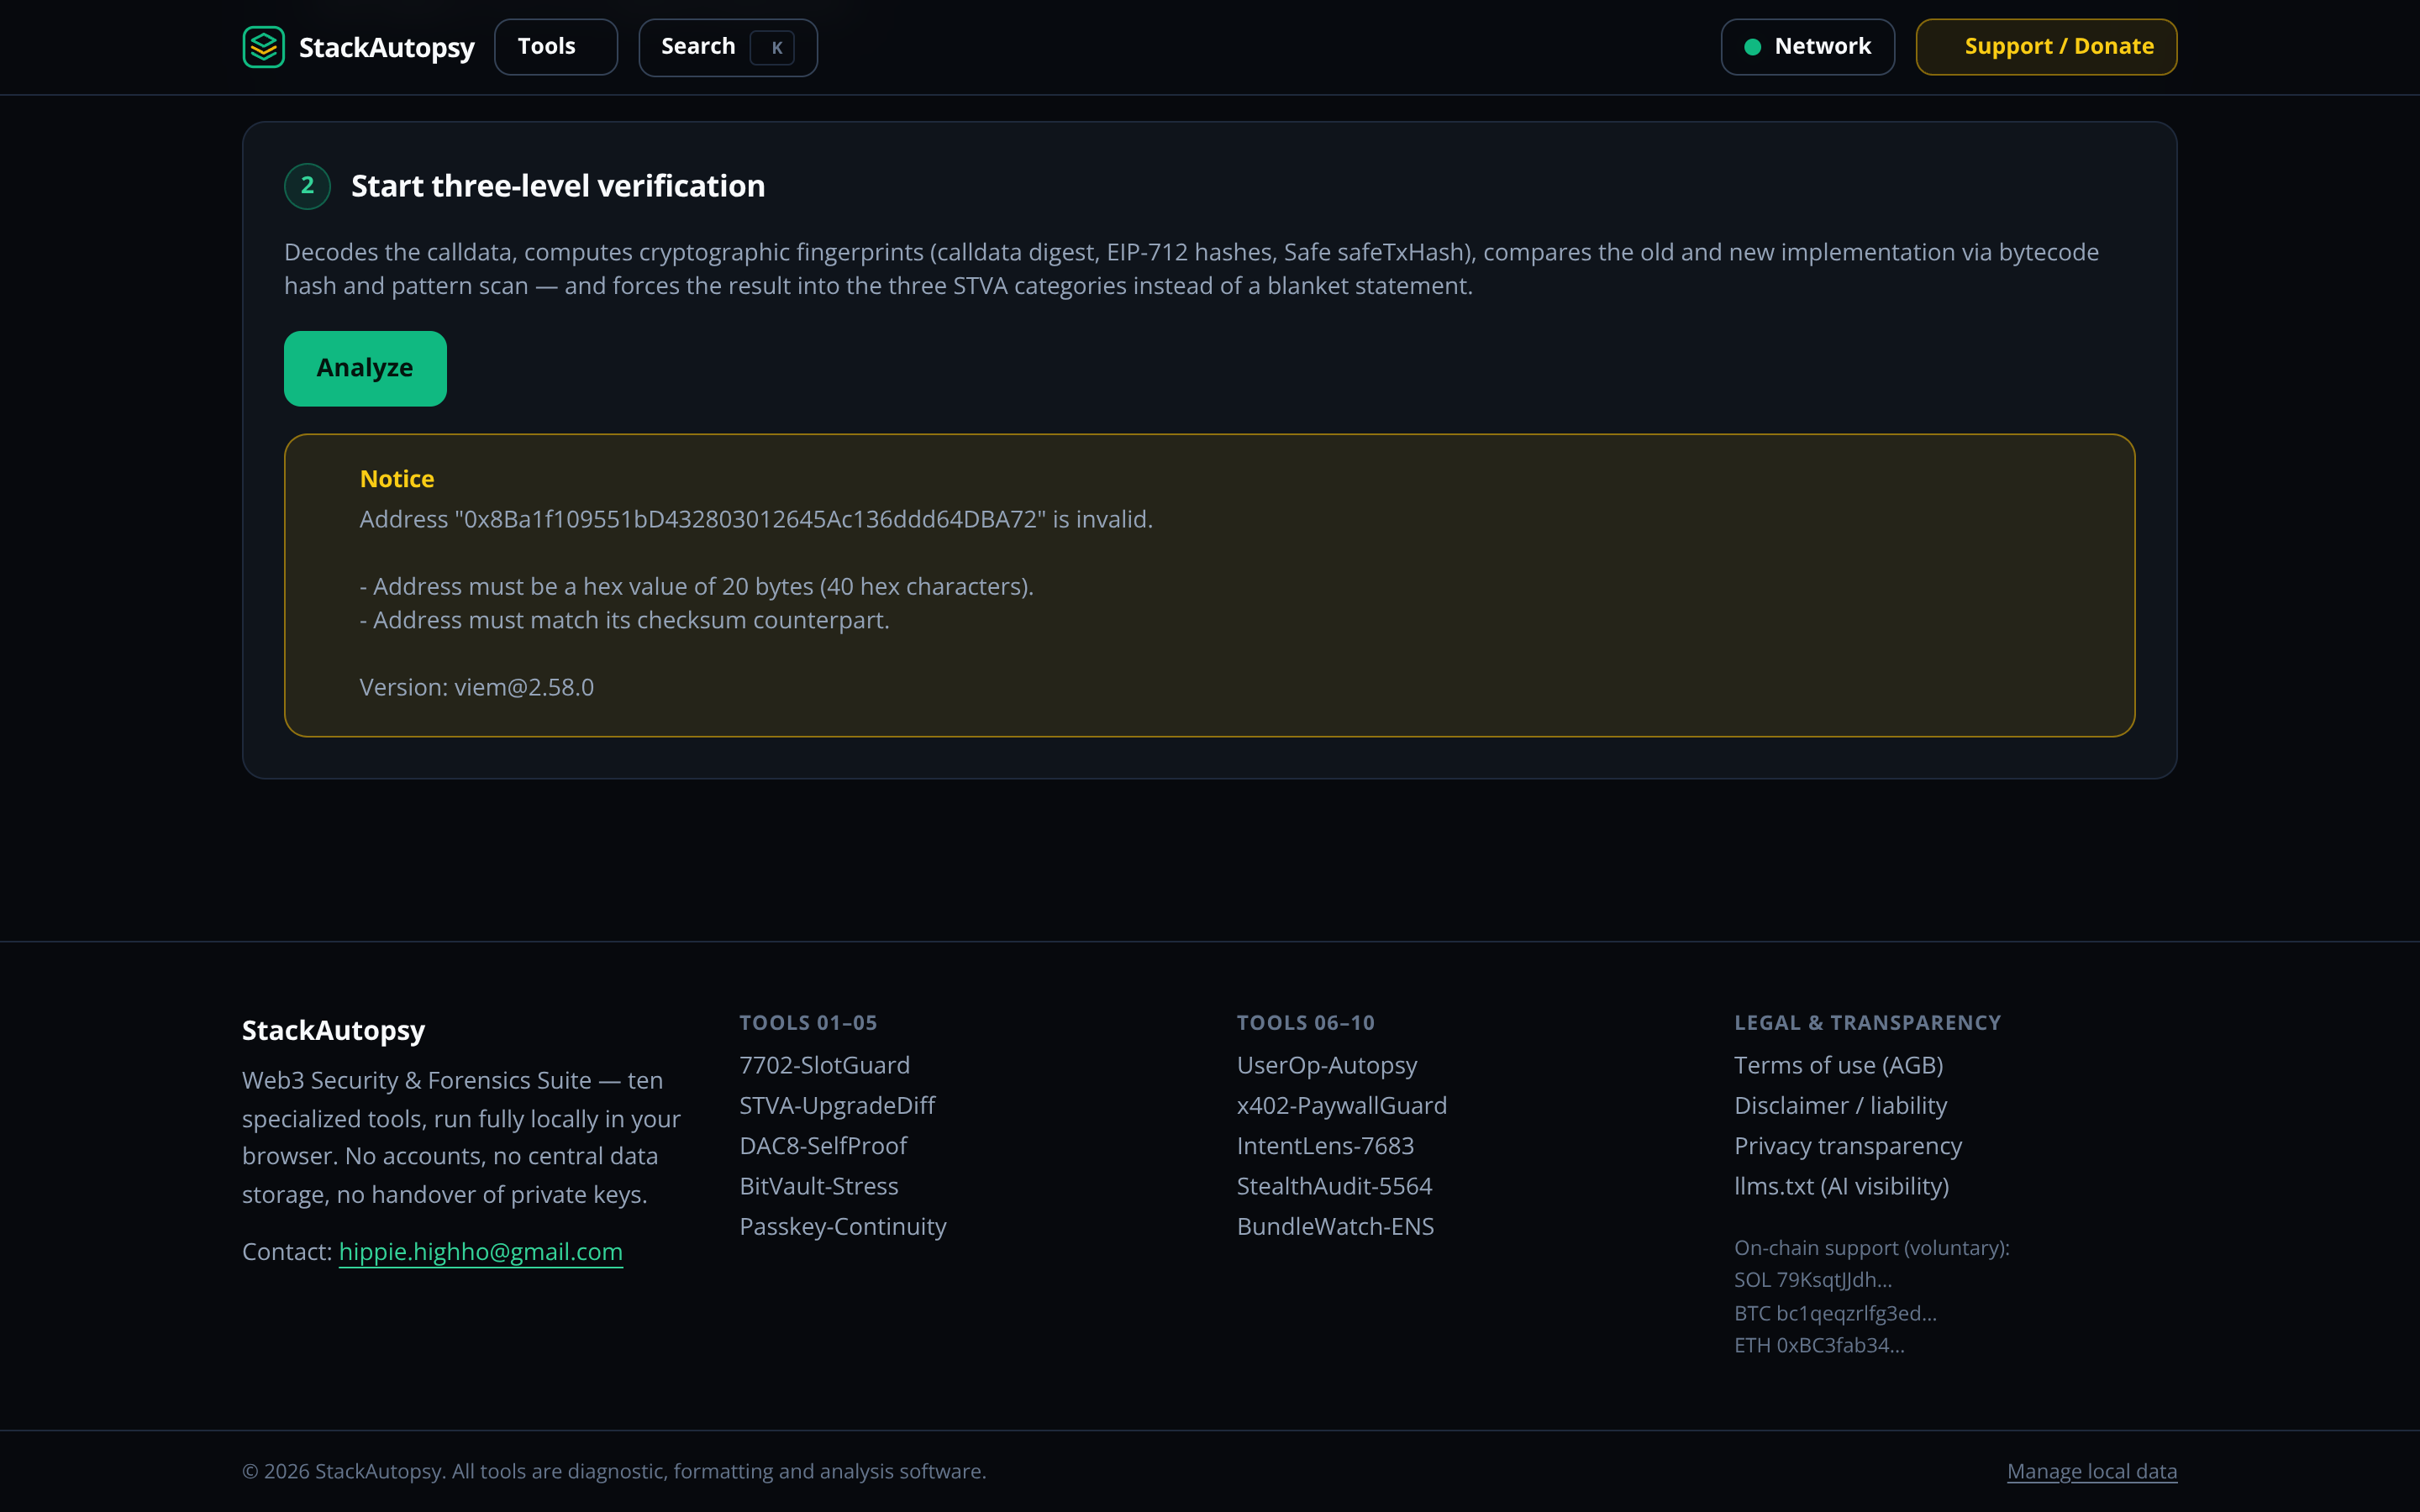 StackAutopsy
Tools
Search K
Network
Support / Donate
2 Start three-level verification
Decodes the calldata, computes cryptographic fingerprints (calldata digest, EIP-712 hashes, Safe safeTxHash), compares the old and new implementation via bytecode
hash and pattern scan — and forces the result into the three STVA categories instead of a blanket statement.
Analyze
Notice
Address "0x8Ba1f109551bD432803012645Ac136ddd64DBA72" is invalid.
- Address must be a hex value of 20 bytes (40 hex characters).
- Address must match its checksum counterpart.
Version: viem@2.58.0
StackAutopsy
Web3 Security & Forensics Suite — ten
specialized tools, run fully locally in your
browser. No accounts, no central data
storage, no handover of private keys.
Contact: hippie.highho@gmail.com
TOOLS 01–05
7702-SlotGuard
STVA-UpgradeDiff
DAC8-SelfProof
BitVault-Stress
Passkey-Continuity
TOOLS 06–10
UserOp-Autopsy
x402-PaywallGuard
IntentLens-7683
StealthAudit-5564
BundleWatch-ENS
LEGAL & TRANSPARENCY
Terms of use (AGB)
Disclaimer / liability
Privacy transparency
llms.txt (AI visibility)
On-chain support (voluntary):
SOL 79KsqtJJdh…
BTC bc1qeqzrlfg3ed…
ETH 0xBC3fab34…
© 2026 StackAutopsy. All tools are diagnostic, formatting and analysis software.
Manage local data